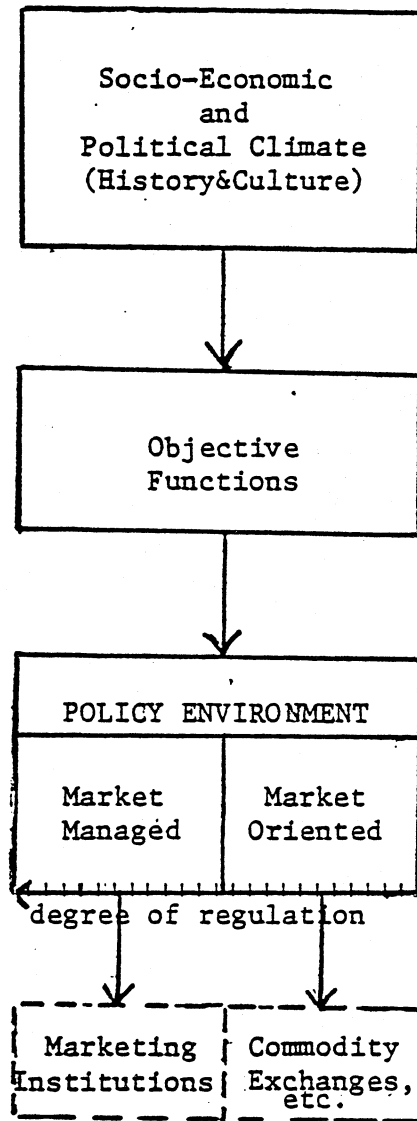 Socio-Economic
and
Political Climate
(History&Culture)
Objective
Functions
POLICY ENVIRONMENT
Market
Managed
Market
Oriented
degree of regulation
Marketing
Institutions
Commodity
Exchanges,
etc.